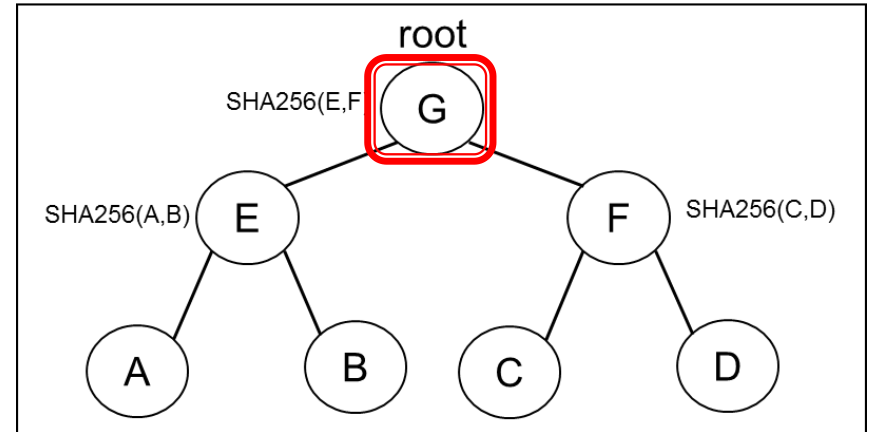 root
SHA256(E,F
G
SHA256(A,B)
E
F
SHA256(C,D)
A
B
C
D